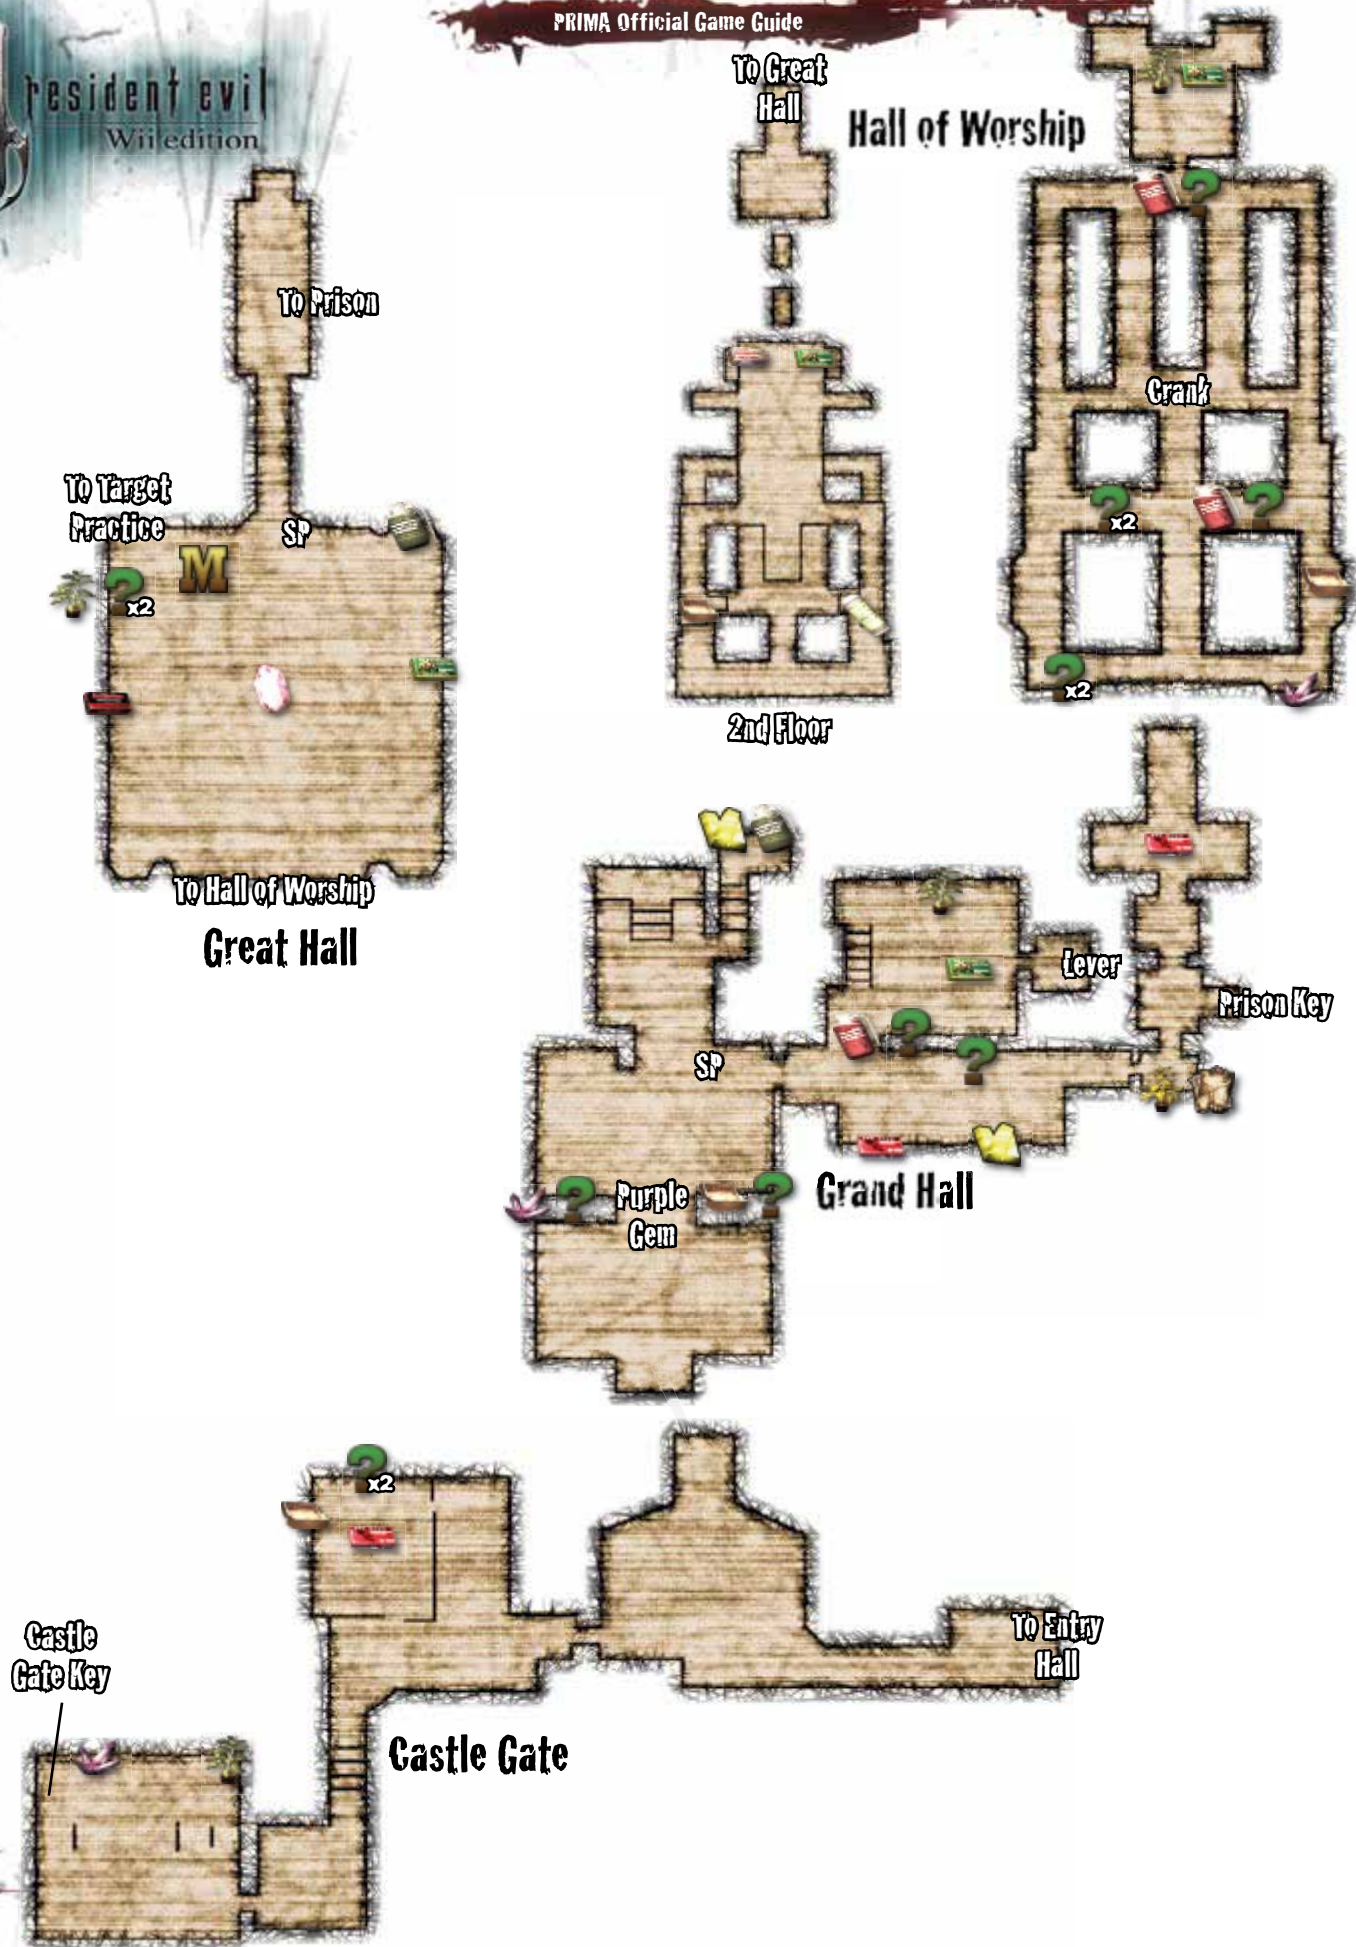 PRIMA Official Game Guide
resident evil
Wii edition
To Great
Hall
Hall of Worship
To Prison
Crank
To Target
Practice
SP
M
x2
x2
x2
2nd Floor
To Hall of Worship
Great Hall
Lever
Prison Key
SP
Purple
Gem
Grand Hall
x2
To Entry
Hall
Castle
Gate Key
Castle Gate